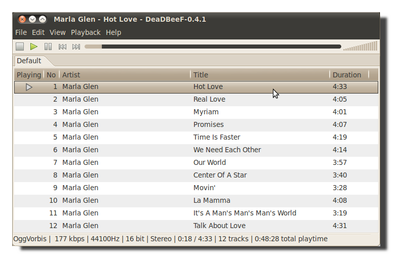 Marla Glen - Hot Love - DeaDBeeF-0.4.1
File Edit View Playback Help
Default
Playing No Artist Title Duration
1 Marla Glen Hot Love 4:33
2 Marla Glen Real Love 4:05
3 Marla Glen Myriam 4:01
4 Marla Glen Promises 4:07
5 Marla Glen Time Is Faster 4:19
6 Marla Glen We Need Each Other 4:14
7 Marla Glen Our World 3:57
8 Marla Glen Center Of A Star 3:40
9 Marla Glen Movin' 3:28
10 Marla Glen La Mamma 4:08
11 Marla Glen It's A Man's Man's Man's World 3:19
12 Marla Glen Talk About Love 4:31
OggVorbis | 177 kbps | 44100Hz | 16 bit | Stereo | 0:18 / 4:33 | 12 tracks | 0:48:28 total playtime